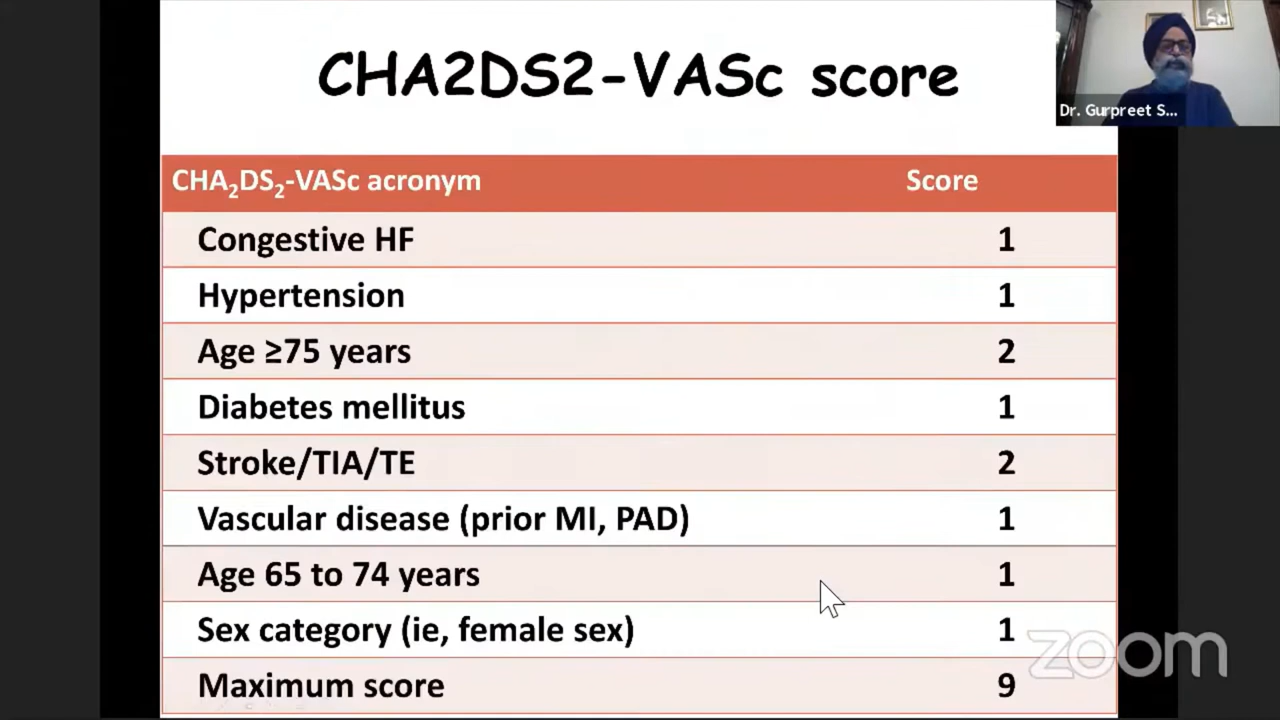 CHA2DS2-VASc score
Dr. Gurpreet S...
CHA₂DS₂-VASc acronym Score
Congestive HF 1
Hypertension 1
Age ≥75 years 2
Diabetes mellitus 1
Stroke/TIA/TE 2
Vascular disease (prior MI, PAD) 1
Age 65 to 74 years 1
Sex category (ie, female sex) 1
Maximum score 9
zoom